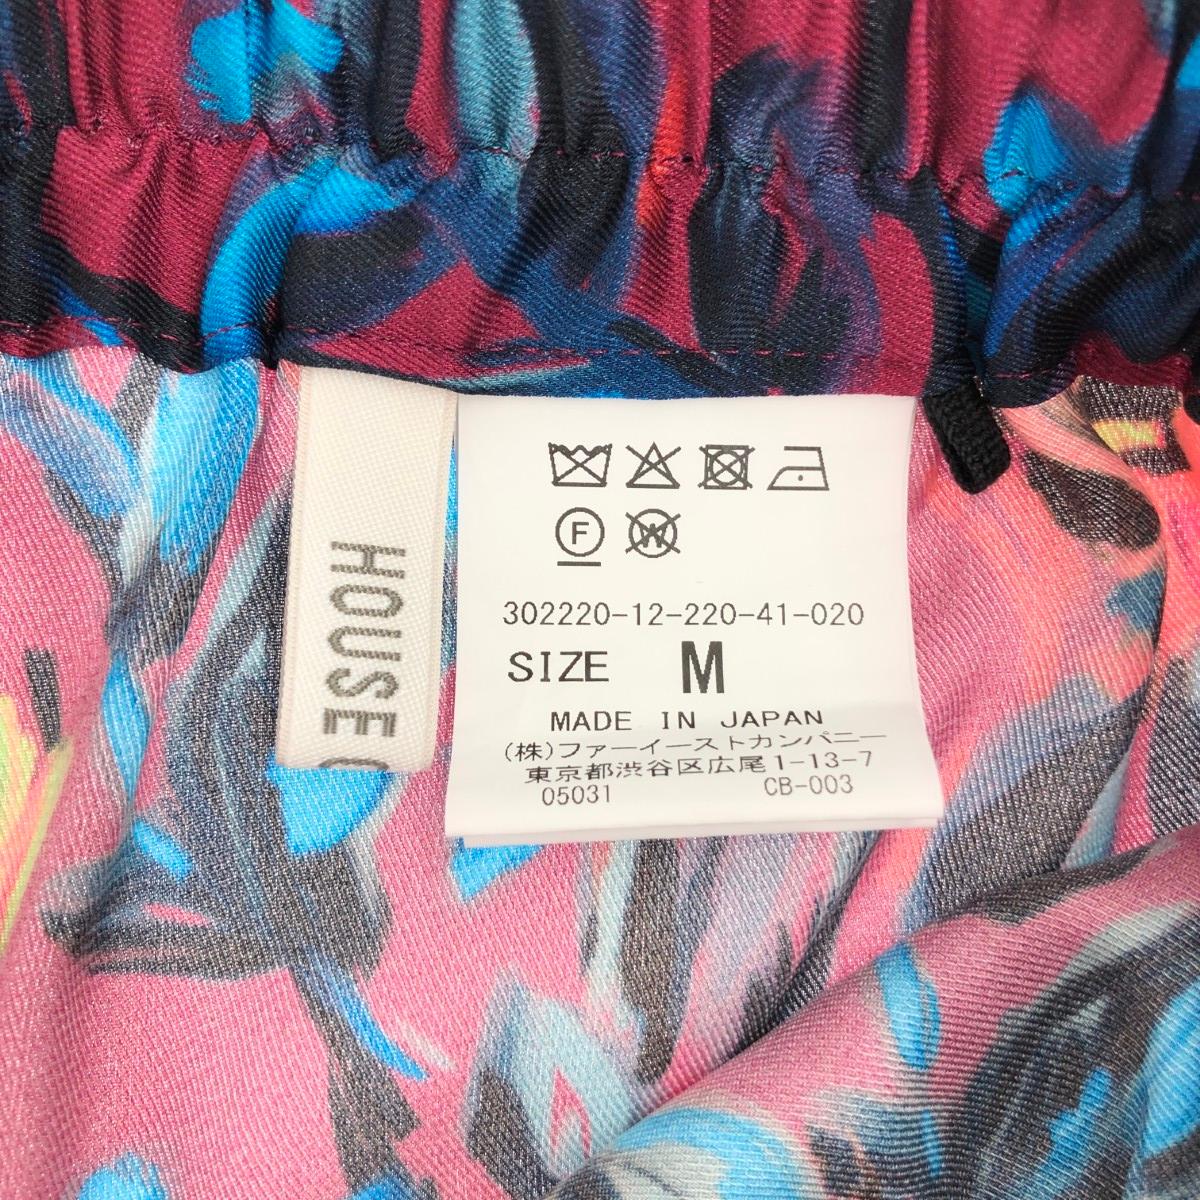 HOUSE
F
W
302220-12-220-41-020
SIZE M
MADE IN JAPAN
(株)ファーイーストカンパニー
東京都渋谷区広尾1-13-7
05031 CB-003